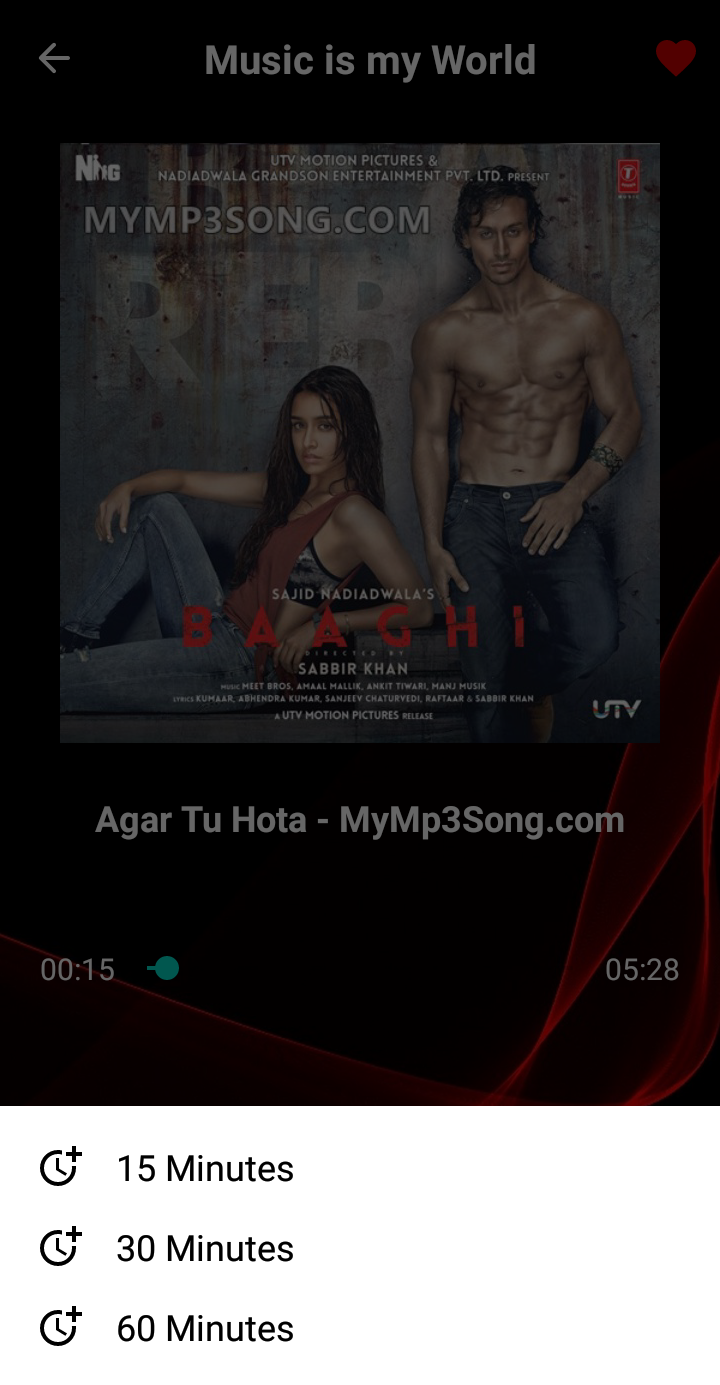 Music is my World
UTV MOTION PICTURES &
NADIADWALA GRANDSON ENTERTAINMENT PVT. LTD. PRESENT
MYMP3SONG.COM
REB
SAJID NADIADWALA'S
BAAGHI
DIRECTED BY
SABBIR KHAN
MUSIC MEET BROS, AMAAL MALLIK, ANKIT TIWARI, MANJ MUSIK
LYRICS KUMAAR, ABHENDRA KUMAR, SANJEEV CHATURVEDI, RAFTAAR & SABBIR KHAN
A UTV MOTION PICTURES RELEASE
UTV
Agar Tu Hota - MyMp3Song.com
00:15
05:28
15 Minutes
30 Minutes
60 Minutes